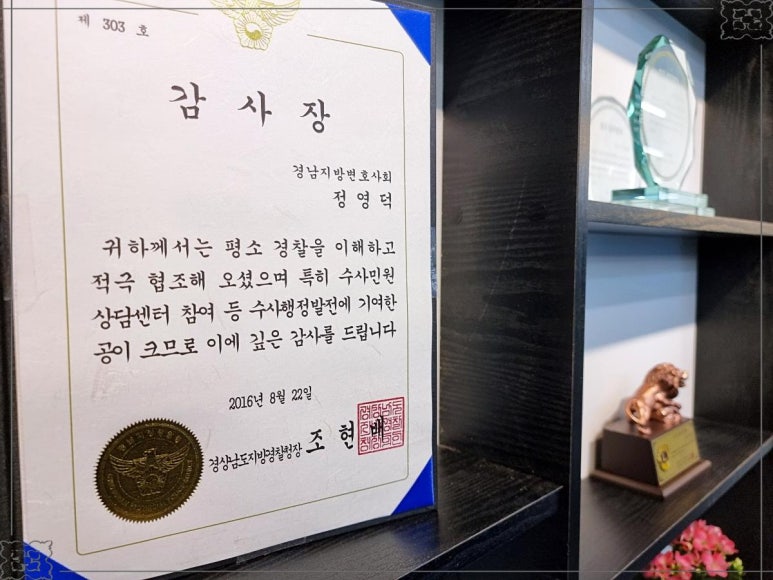 제 303 호
감 사 장
경남지방변호사회
정 영 덕
귀하께서는 평소 경찰을 이해하고
적극 협조해 오셨으며 특히 수사민원
상담센터 참여 등 수사행정발전에 기여한
공이 크므로 이에 깊은 감사를 드립니다
2016년 8월 22일
경상남도지방경찰청장 조 헌 배